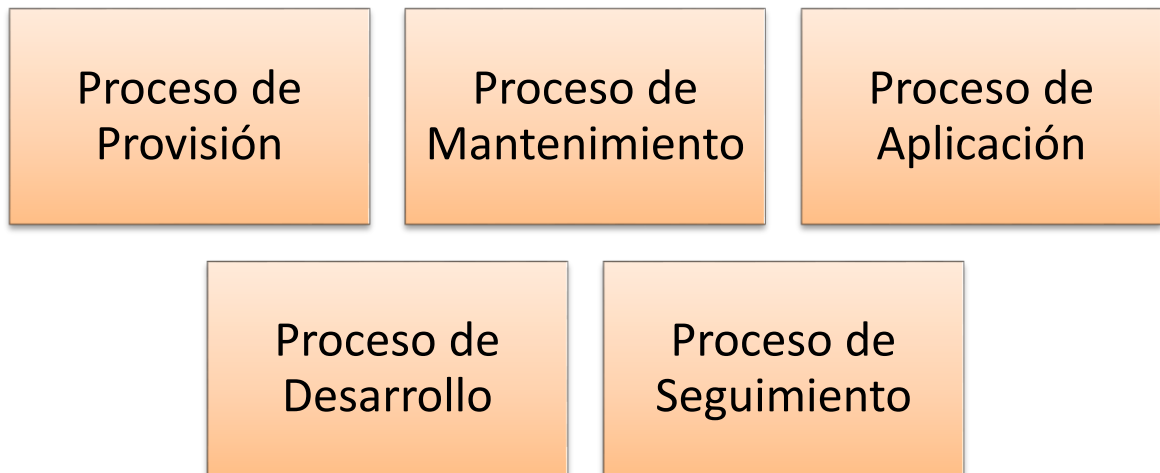 Proceso de
Provisión
Proceso de
Mantenimiento
Proceso de
Aplicación
Proceso de
Desarrollo
Proceso de
Seguimiento